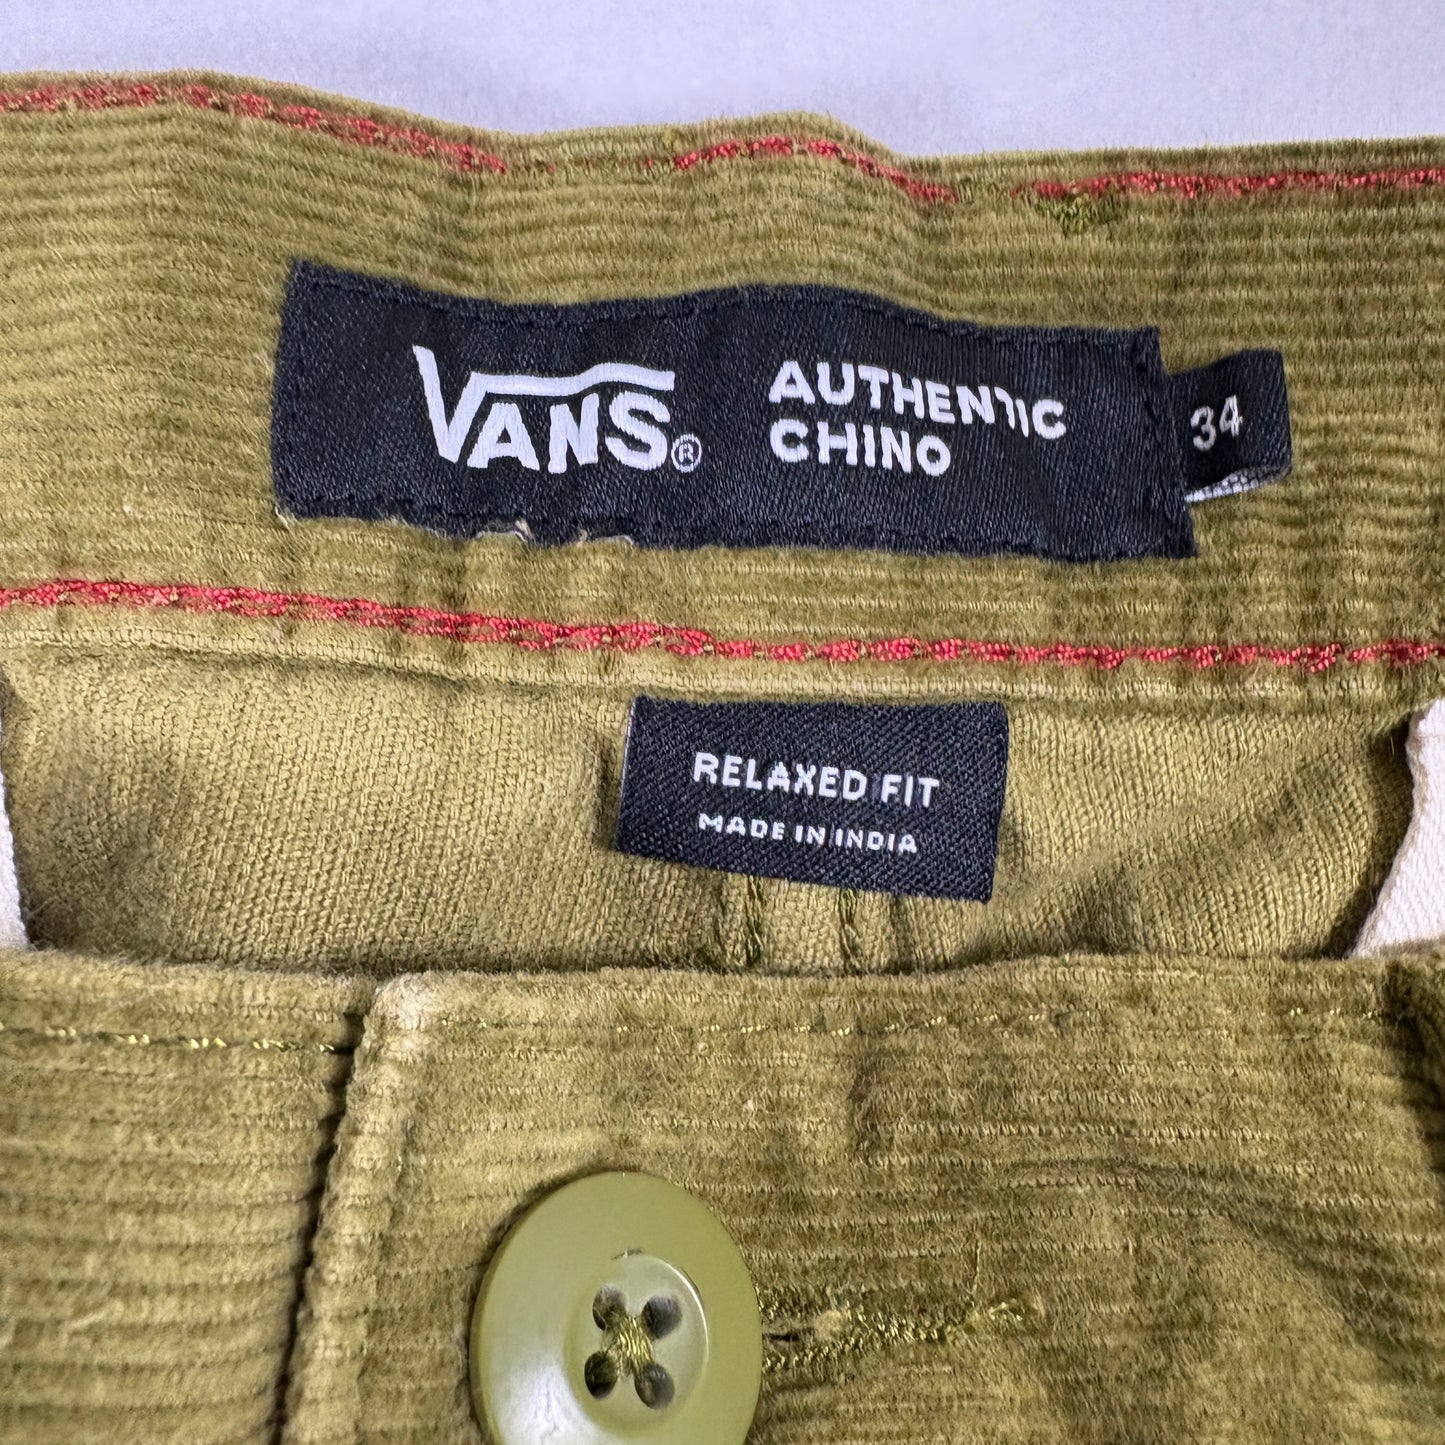 VANS®
AUTHENTIC
CHINO
34
RELAXED FIT
MADE IN INDIA